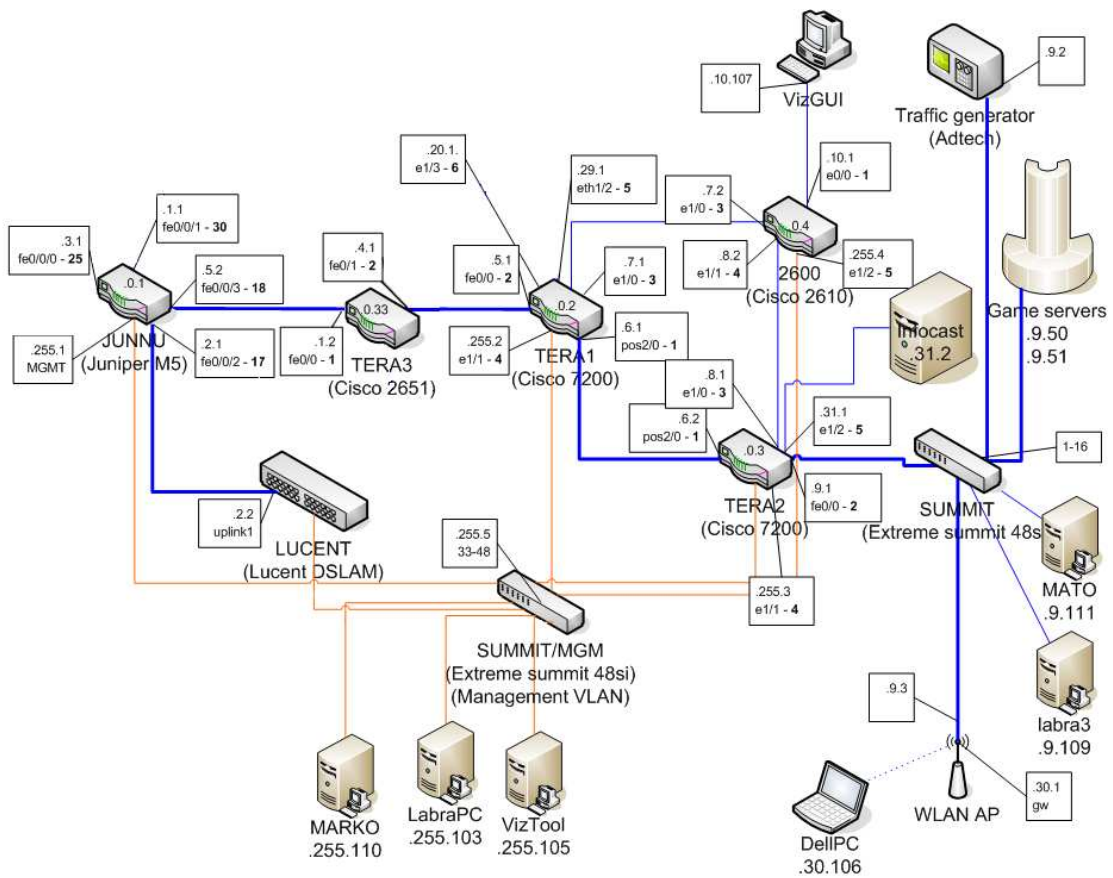 .9.2
.10.107
VizGUI
Traffic generator
(Adtech)
.20.1.
e1/3 - 6
.29.1
eth1/2 - 5
.10.1
e0/0 - 1
.1.1
fe0/0/1 - 30
.7.2
e1/0 - 3
.3.1
fe0/0/0 - 25
.4.1
fe0/1 - 2
.5.1
fe0/0 - 2
.7.1
e1/0 - 3
0.4
.8.2
e1/1 - 4
.255.4
e1/2 - 5
2600
(Cisco 2610)
.5.2
fe0/0/3 - 18
.0.1
0.33
0.2
Game servers
.9.50
.9.51
Infocast
.31.2
JUNNU
(Juniper M5)
.255.1
MGMT
.2.1
fe0/0/2 - 17
.1.2
fe0/0 - 1
TERA3
(Cisco 2651)
.255.2
e1/1 - 4
TERA1
(Cisco 7200)
.6.1
pos2/0 - 1
.8.1
e1/0 - 3
.6.2
pos2/0 - 1
.31.1
e1/2 - 5
.0.3
1-16
.9.1
fe0/0 - 2
TERA2
(Cisco 7200)
SUMMIT
(Extreme summit 48si
.2.2
uplink1
LUCENT
(Lucent DSLAM)
.255.5
33-48
.255.3
e1/1 - 4
MATO
.9.111
SUMMIT/MGM
(Extreme summit 48si)
(Management VLAN)
.9.3
labra3
.9.109
MARKO
.255.110
LabraPC
.255.103
VizTool
.255.105
.30.1
gw
WLAN AP
DellPC
.30.106